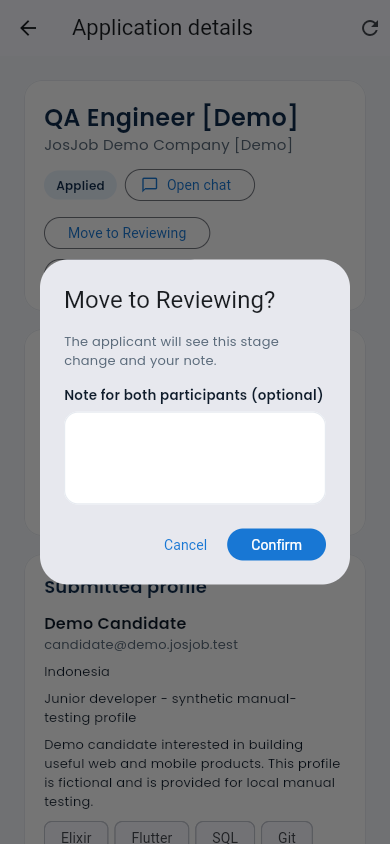 Application details
QA Engineer [Demo]
JosJob Demo Company [Demo]
Applied
Open chat
Move to Reviewing
Move to Reviewing?
The applicant will see this stage
change and your note.
Note for both participants (optional)
Cancel
Confirm
Submitted profile
Demo Candidate
candidate@demo.josjob.test
Indonesia
Junior developer - synthetic manual-
testing profile
Demo candidate interested in building
useful web and mobile products. This profile
is fictional and is provided for local manual
testing.
Elixir
Flutter
SQL
Git